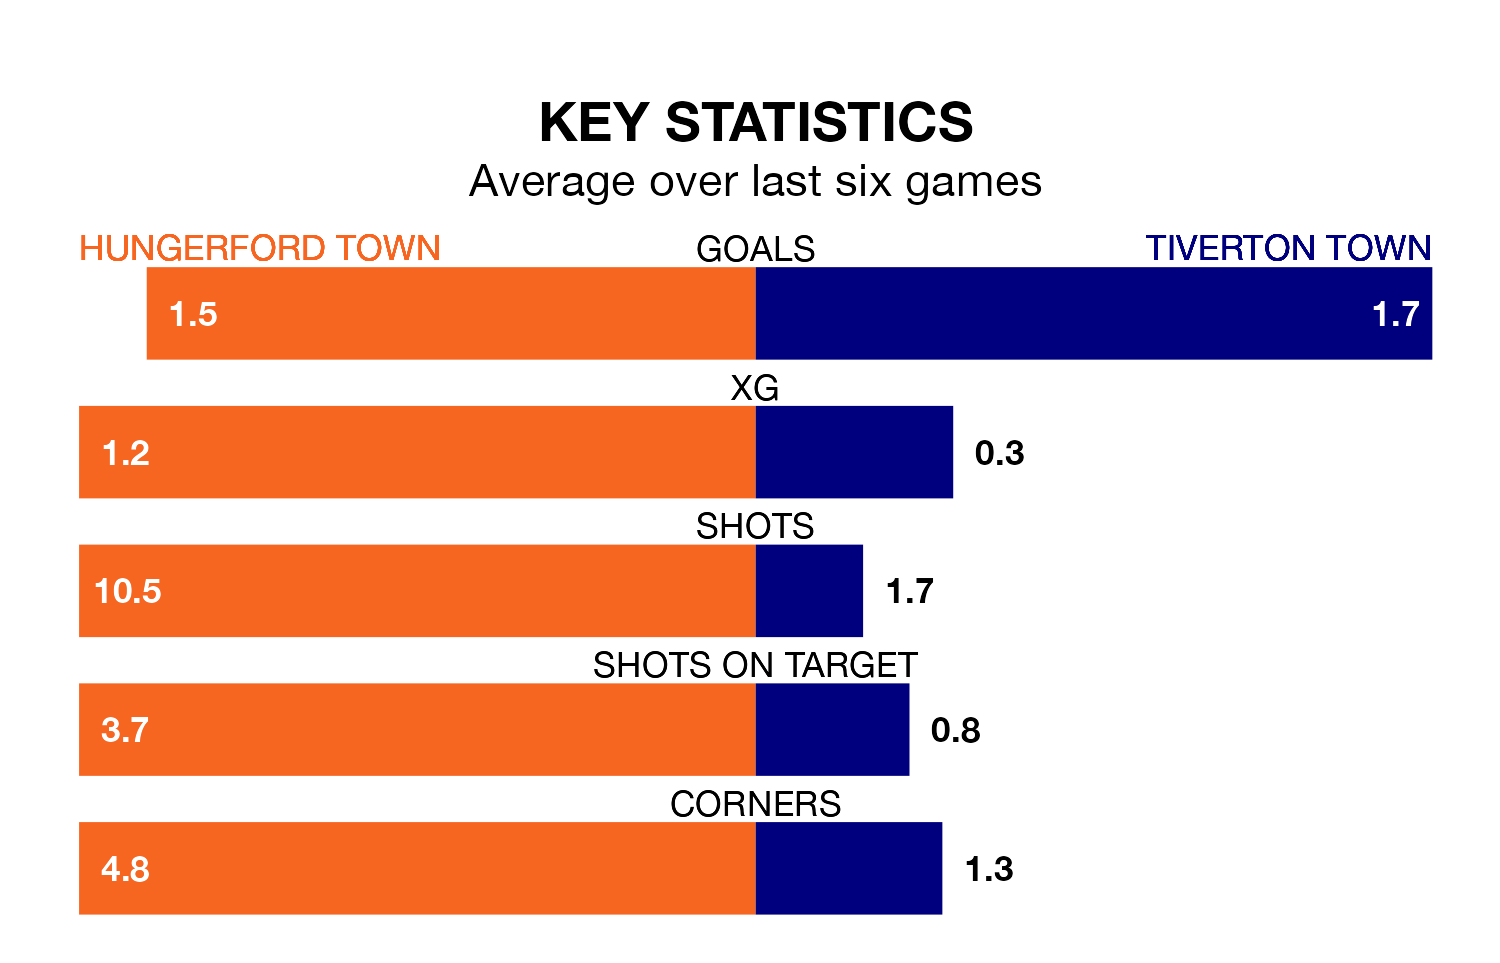 KEY STATISTICS
Average over last six games
HUNGERFORD TOWN GOALS TIVERTON TOWN
1.5 1.7
XG
1.2 0.3
SHOTS
10.5 1.7
SHOTS ON TARGET
3.7 0.8
CORNERS
4.8 1.3